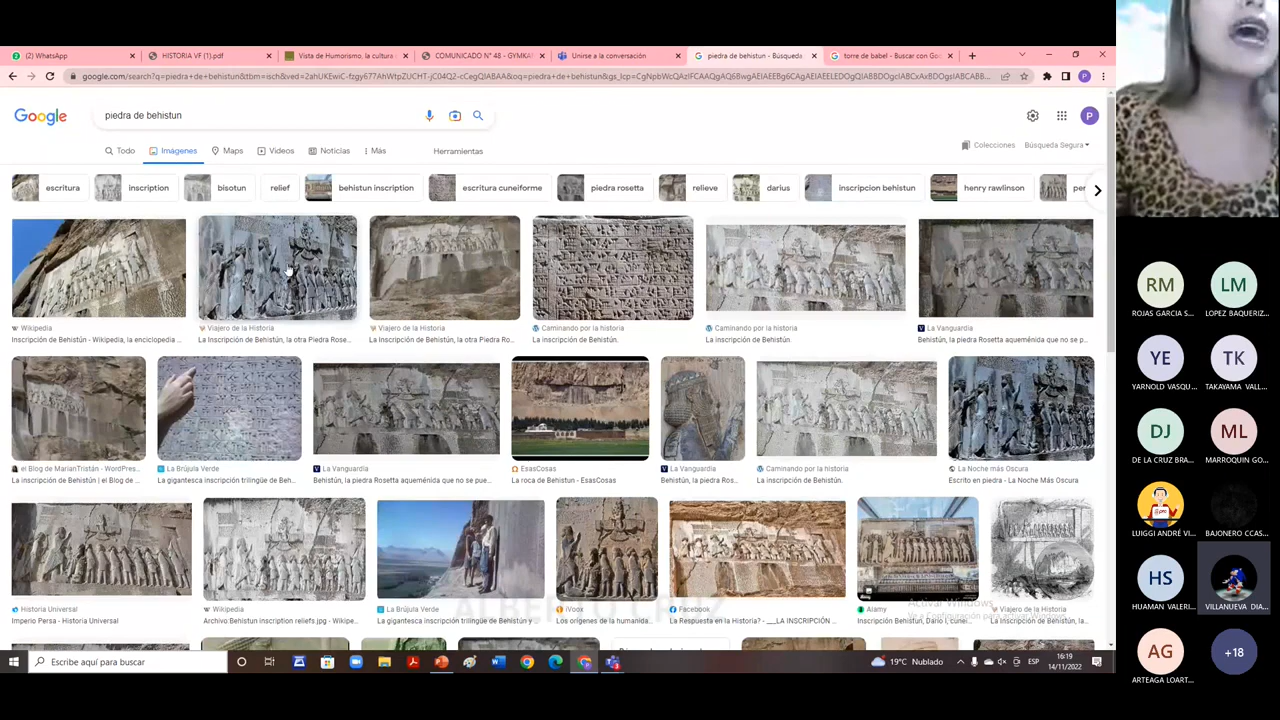 (2) WhatsApp
HISTORIA VF (1).pdf
Vista de Humorismo, la cultura
COMUNICADO N° 48 - GYMKA
Unirse a la conversación
piedra de behistun - Búsqueda
torre de babel - Buscar con Goo
Google
piedra de behistun
Todo
Imágenes
Maps
Videos
Noticias
Más
Herramientas
Colecciones
Búsqueda Segura
escritura
inscription
bisotun
relief
behistun inscription
escritura cuneiforme
piedra rosetta
relieve
darius
inscripcion behistun
henry rawlinson
per
Wikipedia
Inscripción de Behistún - Wikipedia, la enciclopedia ...
Viajero de la Historia
La Inscripción de Behistún, la otra Piedra Rose...
Viajero de la Historia
La Inscripción de Behistún, la otra Piedra Ro...
Caminando por la historia
La inscripción de Behistún.
Caminando por la historia
La inscripción de Behistún
La Vanguardia
Behistún, la piedra Rosetta aqueménida que no se p...
el Blog de MarianTristán - WordPres...
La inscripción de Behistún | el Blog de ...
La Brújula Verde
La gigantesca inscripción trilingüe de Beh...
La Vanguardia
Behistún, la piedra Rosetta aqueménida que no se pue...
EsasCosas
La roca de Behistun - EsasCosas
La Vanguardia
Behistún, la piedra Ros...
Caminando por la historia
La inscripción de Behistún.
La Noche más Oscura
Escrito en piedra - La Noche Más Oscura
Historia Universal
Imperio Persa - Historia Universal
Wikipedia
Archivo:Behistun inscription reliefs.jpg - Wikipe...
La Brújula Verde
La gigantesca inscripción trilingüe de Behistún y
iVoox
Los orígenes de la humanida...
Facebook
La Respuesta en la Historia? - ___LA INSCRIPCIÓN ...
Alamy
Inscripción Behistun, Darío I, cunei...
Viajero de la Historia
La Inscripción de Behistún, la...
Activar Windows
Escribe aquí para buscar
19°C Nublado
ESP
16:19
14/11/2022
RM
ROJAS GARCIA S...
LM
LOPEZ BAQUERIZ...
YE
YARNOLD VASQU...
TK
TAKAYAMA VALL...
DJ
DE LA CRUZ BRA...
ML
MARROQUIN GO...
LUIGGI ANDRÉ VI...
BAJONERO CCAS...
HS
HUAMAN VALERI...
VILLANUEVA DIA...
AG
ARTEAGA LOART...
+18